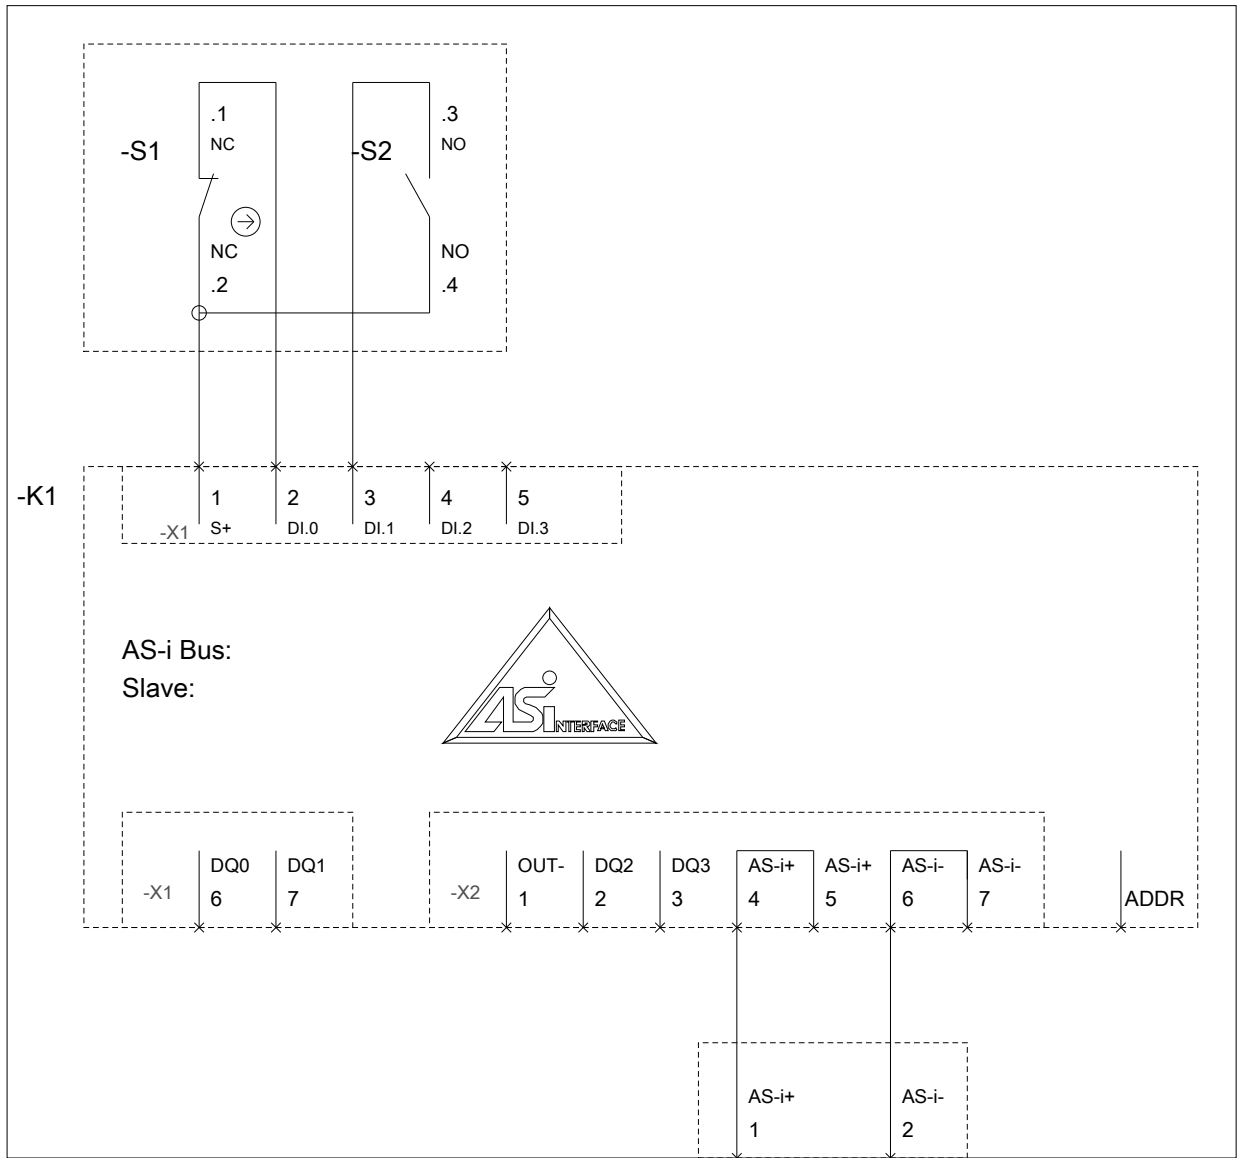 .1
.3
-S1
NC
-S2
NO
NC
NO
.2
.4
-K1
1
2
3
4
5
-X1
S+
DI.0
DI.1
DI.2
DI.3
AS-i Bus:
Slave:
ASi INTERFACE
DQ0
DQ1
OUT-
DQ2
DQ3
AS-i+
AS-i+
AS-i-
AS-i-
-X1
6
7
-X2
1
2
3
4
5
6
7
ADDR
AS-i+
AS-i-
1
2